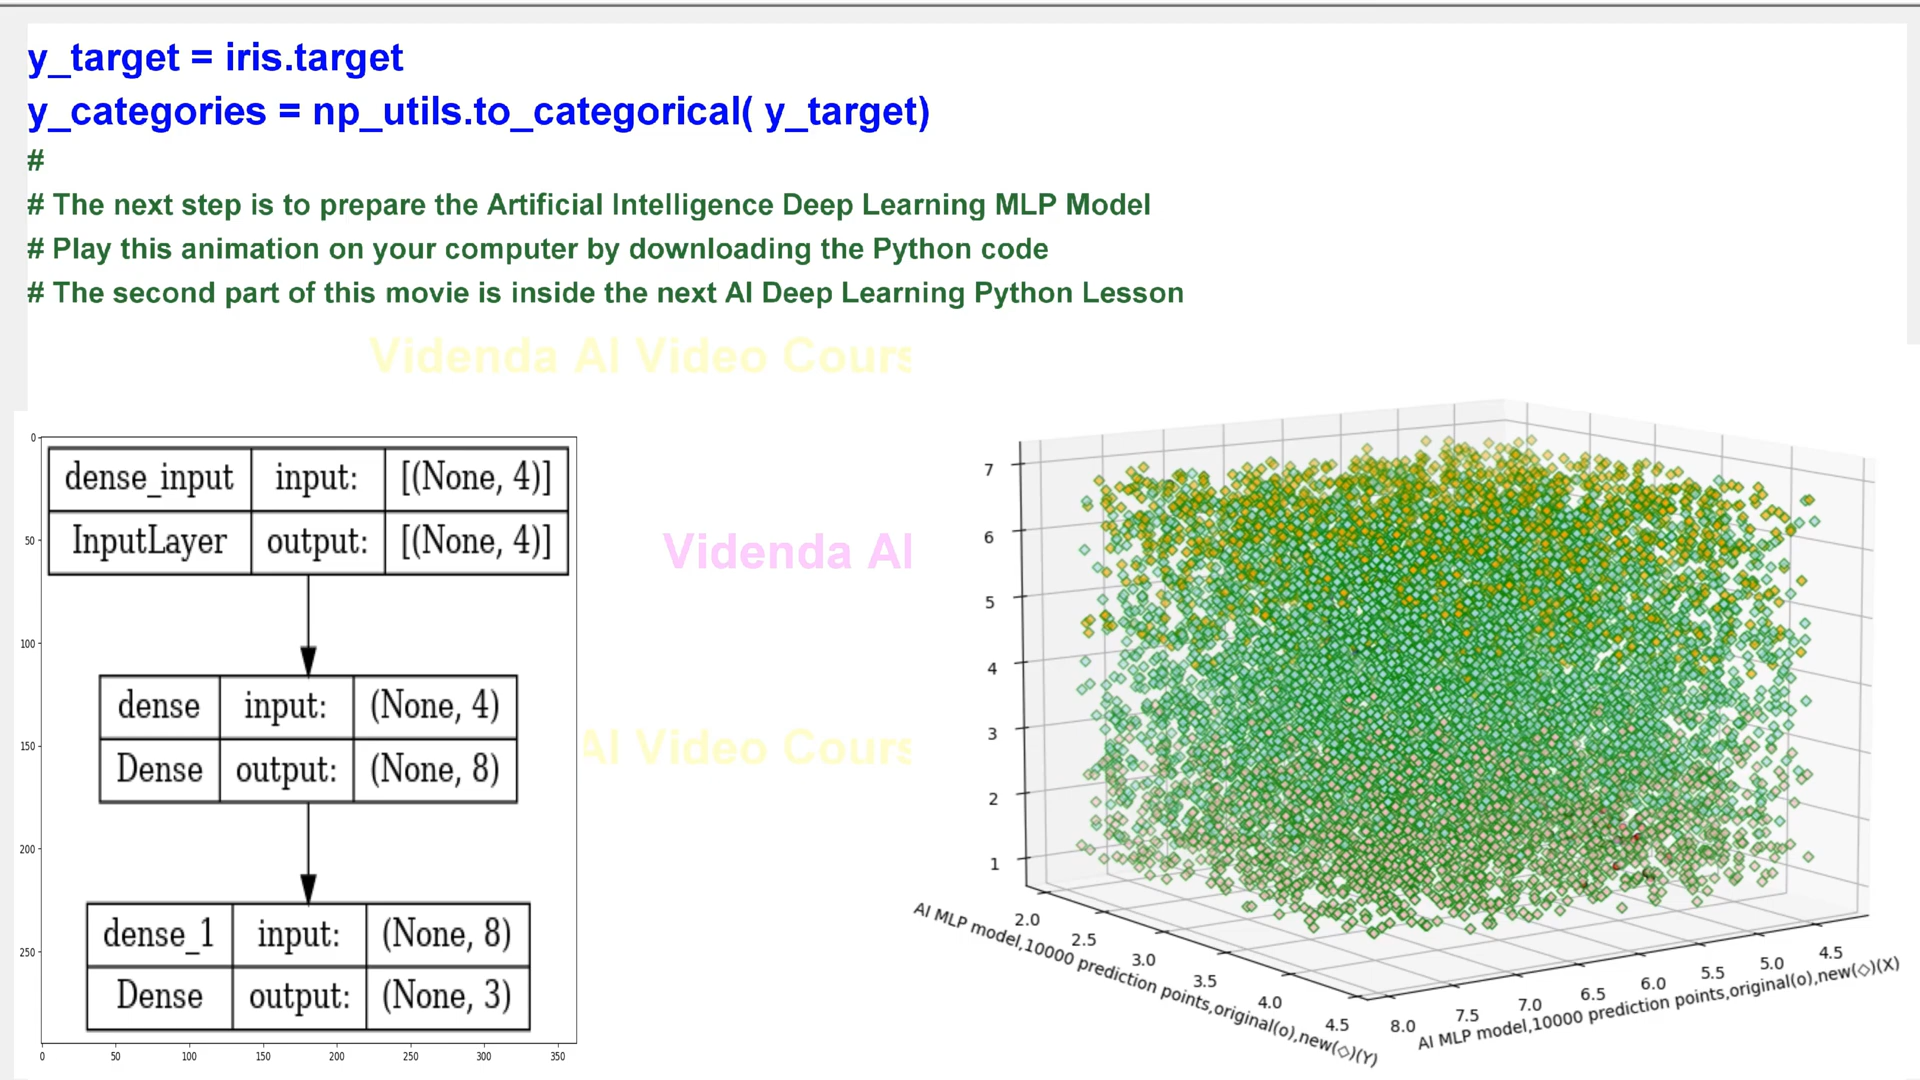 y_target = iris.target
y_categories = np_utils.to_categorical( y_target)
#
# The next step is to prepare the Artificial Intelligence Deep Learning MLP Model
# Play this animation on your computer by downloading the Python code
# The second part of this movie is inside the next AI Deep Learning Python Lesson
Videnda AI Video Cours
Videnda AI
AI Video Cours
0
50
100
150
200
250
dense_input input: [(None, 4)]
InputLayer output: [(None, 4)]
dense input: (None, 4)
Dense output: (None, 8)
dense_1 input: (None, 8)
Dense output: (None, 3)
0 50 100 150 200 250 300 350
7
6
5
4
3
2
1
2.0 2.5 3.0 3.5 4.0 4.5
AI MLP model,10000 prediction points,original(o),new(◇)(Y)
8.0 7.5 7.0 6.5 6.0 5.5 5.0 4.5
AI MLP model,10000 prediction points,original(o),new(◇)(X)